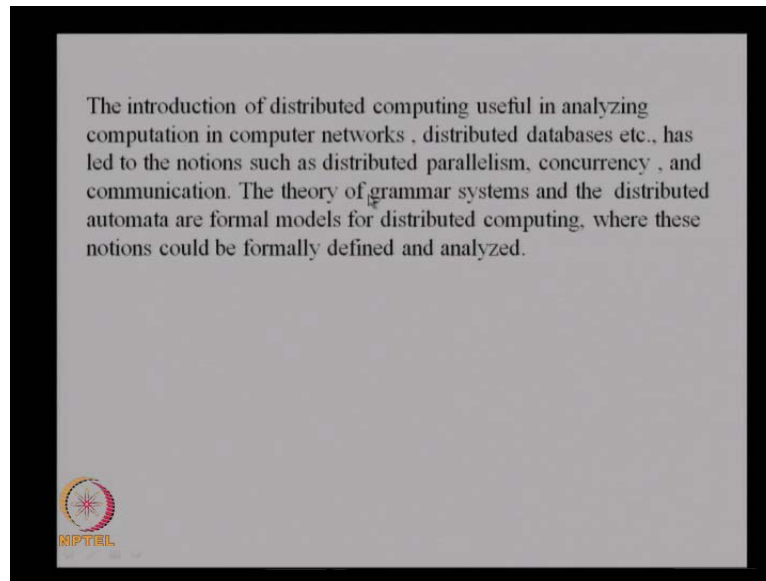 The introduction of distributed computing useful in analyzing
computation in computer networks , distributed databases etc., has
led to the notions such as distributed parallelism, concurrency , and
communication. The theory of grammar systems and the distributed
automata are formal models for distributed computing, where these
notions could be formally defined and analyzed.
NPTEL